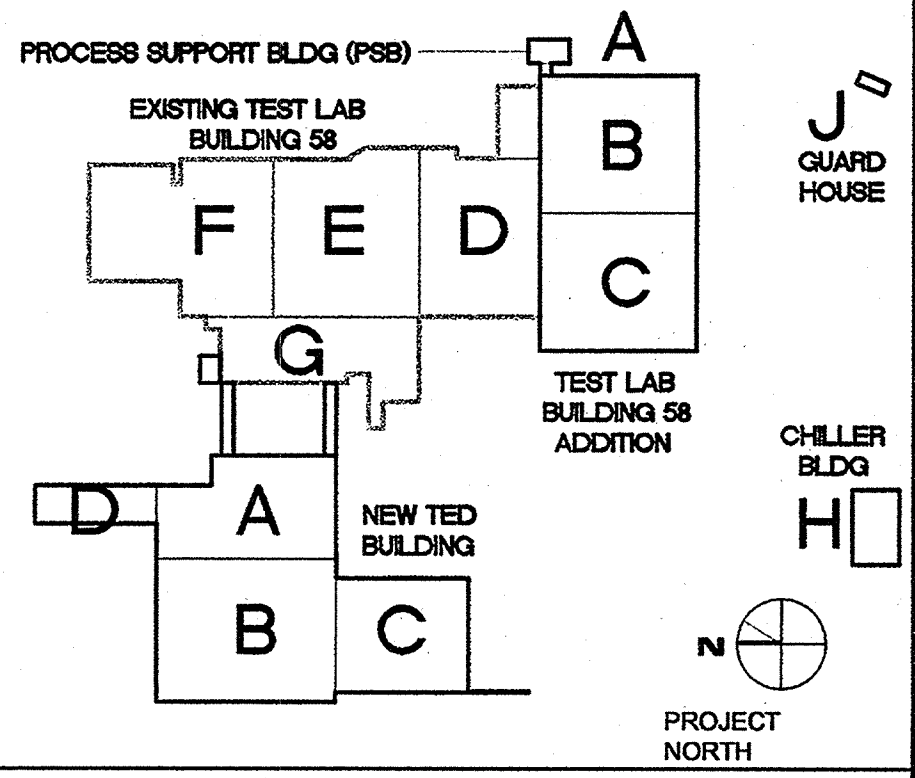 PROCESS SUPPORT BLDG (PSB)
A
EXISTING TEST LAB
BUILDING 58
B
J
GUARD
HOUSE
F
E
D
C
G
TEST LAB
BUILDING 58
ADDITION
CHILLER
BLDG
D
A
NEW TED
BUILDING
H
B
C
N
PROJECT
NORTH